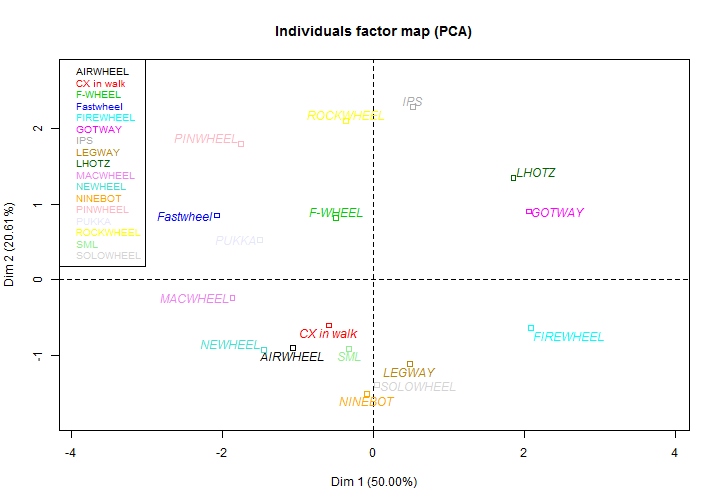 Individuals factor map (PCA)
AIRWHEEL
CX in walk
F-WHEEL
Fastwheel
FIREWHEEL
GOTWAY
IPS
LEGWAY
LHOTZ
MACWHEEL
NEWHEEL
NINEBOT
PINWHEEL
PUKKA
ROCKWHEEL
SML
SOLOWHEEL
IPS
ROCKWHEEL
PINWHEEL
LHOTZ
Fastwheel
F-WHEEL
GOTWAY
PUKKA
MACWHEEL
CX in walk
FIREWHEEL
NEWHEEL
AIRWHEEL
SML
LEGWAY
PSOLOWHEEL
NINEBOT
2
1
0
-1
Dim 2 (20.61%)
-4
-2
0
2
4
Dim 1 (50.00%)